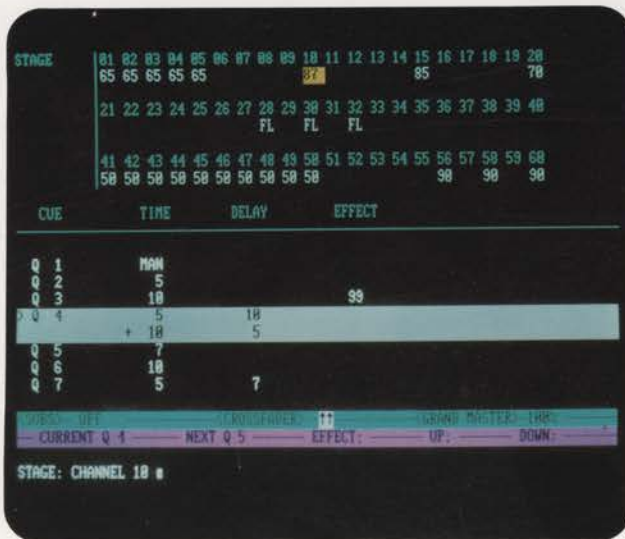 STAGE 01 02 03 04 05 06 07 08 09 10 11 12 13 14 15 16 17 18 19 20
65 65 65 65 65 87 85 70
21 22 23 24 25 26 27 28 29 30 31 32 33 34 35 36 37 38 39 40
FL FL FL
41 42 43 44 45 46 47 48 49 50 51 52 53 54 55 56 57 58 59 60
50 50 50 50 50 50 50 50 50 50 90 90 90
CUE TIME DELAY EFFECT
Q 1 MAN
Q 2 5
Q 3 10 99
> Q 4 5 10
+ 10 5
Q 5 7
Q 6 10
Q 7 5 7
<SUBS> OFF <CROSSFADER> ↑↑ <GRAND MASTER> 100%
CURRENT Q 4 NEXT Q 5 EFFECT: UP: DOWN:
STAGE: CHANNEL 10